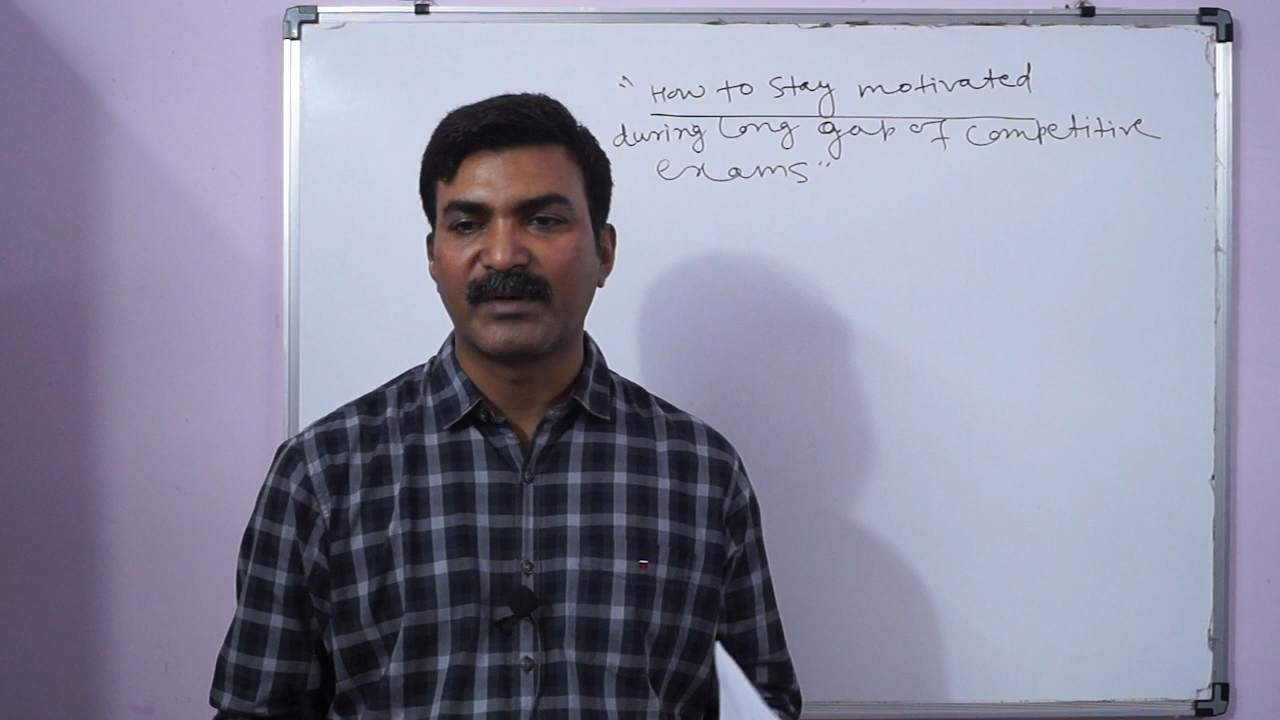 "How to stay motivated
during long gap of competitive
exams"